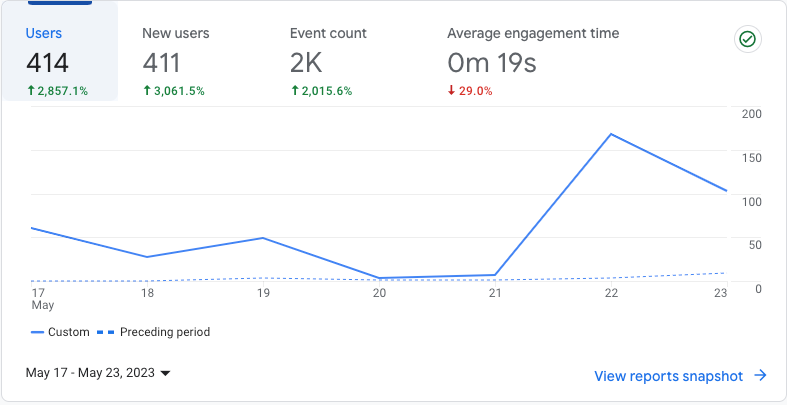 Users New users Event count Average engagement time
414 411 2K 0m 19s
↑ 2,857.1% ↑ 3,061.5% ↑ 2,015.6% ↓ 29.0%
200
150
100
50
0
17 18 19 20 21 22 23
May
Custom Preceding period
May 17 - May 23, 2023
View reports snapshot →